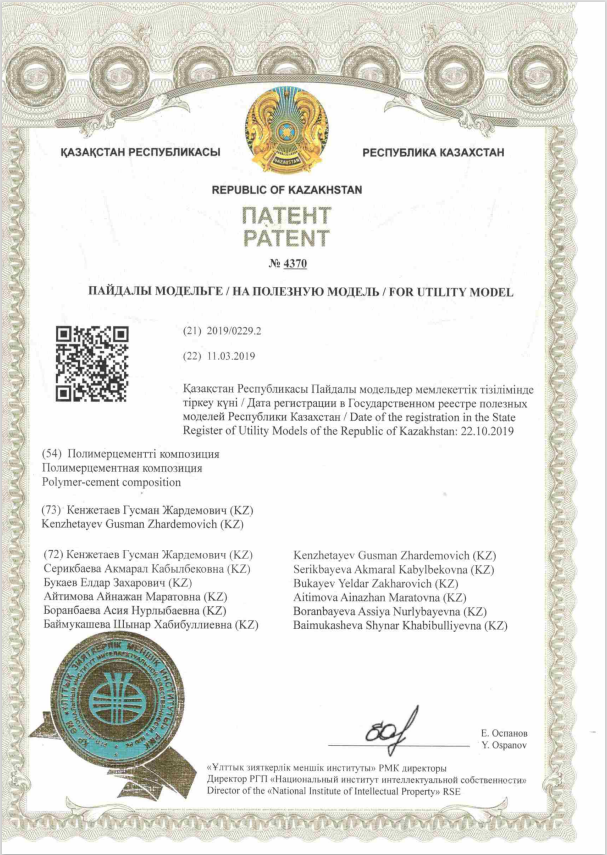 ҚАЗАҚСТАН РЕСПУБЛИКАСЫ
РЕСПУБЛИКА КАЗАХСТАН
REPUBLIC OF KAZAKHSTAN
ПАТЕНТ
PATENT
№ 4370
ПАЙДАЛЫ МОДЕЛЬГЕ / НА ПОЛЕЗНУЮ МОДЕЛЬ / FOR UTILITY MODEL
(21) 2019/0229.2
(22) 11.03.2019
Қазақстан Республикасы Пайдалы модельдер мемлекеттік тізілімінде
тіркеу күні / Дата регистрации в Государственном реестре полезных
моделей Республики Казахстан / Date of the registration in the State
Register of Utility Models of the Republic of Kazakhstan: 22.10.2019
(54) Полимерцементті композиция
Полимерцементная композиция
Polymer-cement composition
(73) Кенжетаев Гусман Жардемович (KZ)
Kenzhetayev Gusman Zhardemovich (KZ)
(72) Кенжетаев Гусман Жардемович (KZ)
Серикбаева Акмарал Кабылбековна (KZ)
Букаев Елдар Захарович (KZ)
Айтимова Айнажан Маратовна (KZ)
Боранбаева Асия Нурлыбаевна (KZ)
Баймукашева Шынар Хабибуллиевна (KZ)
Kenzhetayev Gusman Zhardemovich (KZ)
Serikbayeva Akmaral Kabylbekovna (KZ)
Bukayev Yeldar Zakharovich (KZ)
Aitimova Ainazhan Maratovna (KZ)
Boranbayeva Assiya Nurlybayevna (KZ)
Baimukasheva Shynar Khabibulliyevna (KZ)
Е. Оспанов
Y. Ospanov
«Ұлттық зияткерлік меншік институты» РМК директоры
Директор РГП «Национальный институт интеллектуальной собственности»
Director of the «National Institute of Intellectual Property» RSE